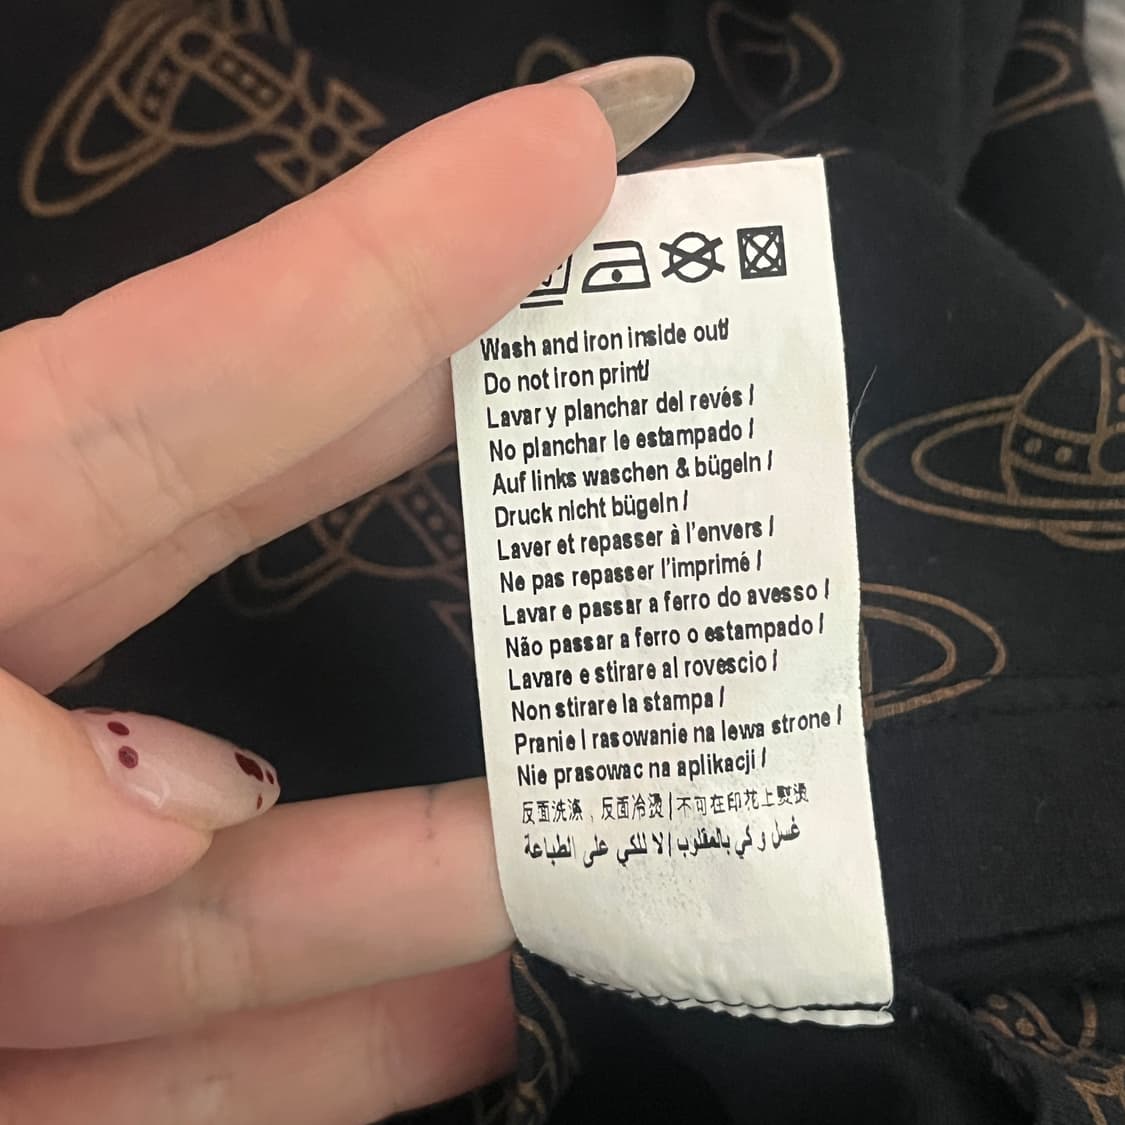 Wash and iron inside out!
Do not iron print!
Lavar y planchar del revés !
No planchar le estampado !
Auf links waschen & bügeln !
Druck nicht bügeln !
Laver et repasser à l'envers !
Ne pas repasser l'imprimé !
Lavar e passar a ferro do avesso !
Não passar a ferro o estampado !
Lavare e stirare al rovescio !
Non stirare la stampa !
Pranie I rasowanie na lewa strone !
Nie prasowac na aplikacji !
反面洗涤﹑反面冷烫|不可在印花上熨烫
غسل و كي بالمقلوب| لا للكي على الطباعة